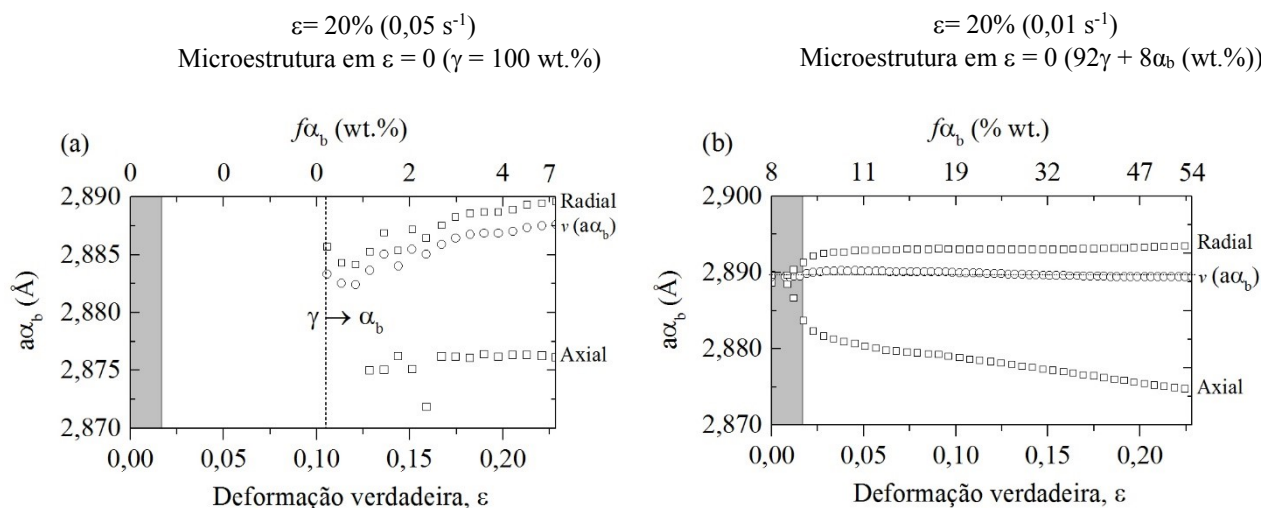 ε= 20% (0,05 s⁻¹)
Microestrutura em ε = 0 (γ = 100 wt.%)
ε= 20% (0,01 s⁻¹)
Microestrutura em ε = 0 (92γ + 8αb (wt.%))
(a)
fαb (wt.%)
0 0 0 2 4 7
2,890
2,885
2,880
2,875
2,870
aαb (Å)
Radial
v (aαb)
γ → αb
Axial
0,00 0,05 0,10 0,15 0,20
Deformação verdadeira, ε
(b)
fαb (% wt.)
8 11 19 32 47 54
2,900
2,890
2,880
2,870
aαb (Å)
Radial
v (aαb)
Axial
0,00 0,05 0,10 0,15 0,20
Deformação verdadeira, ε